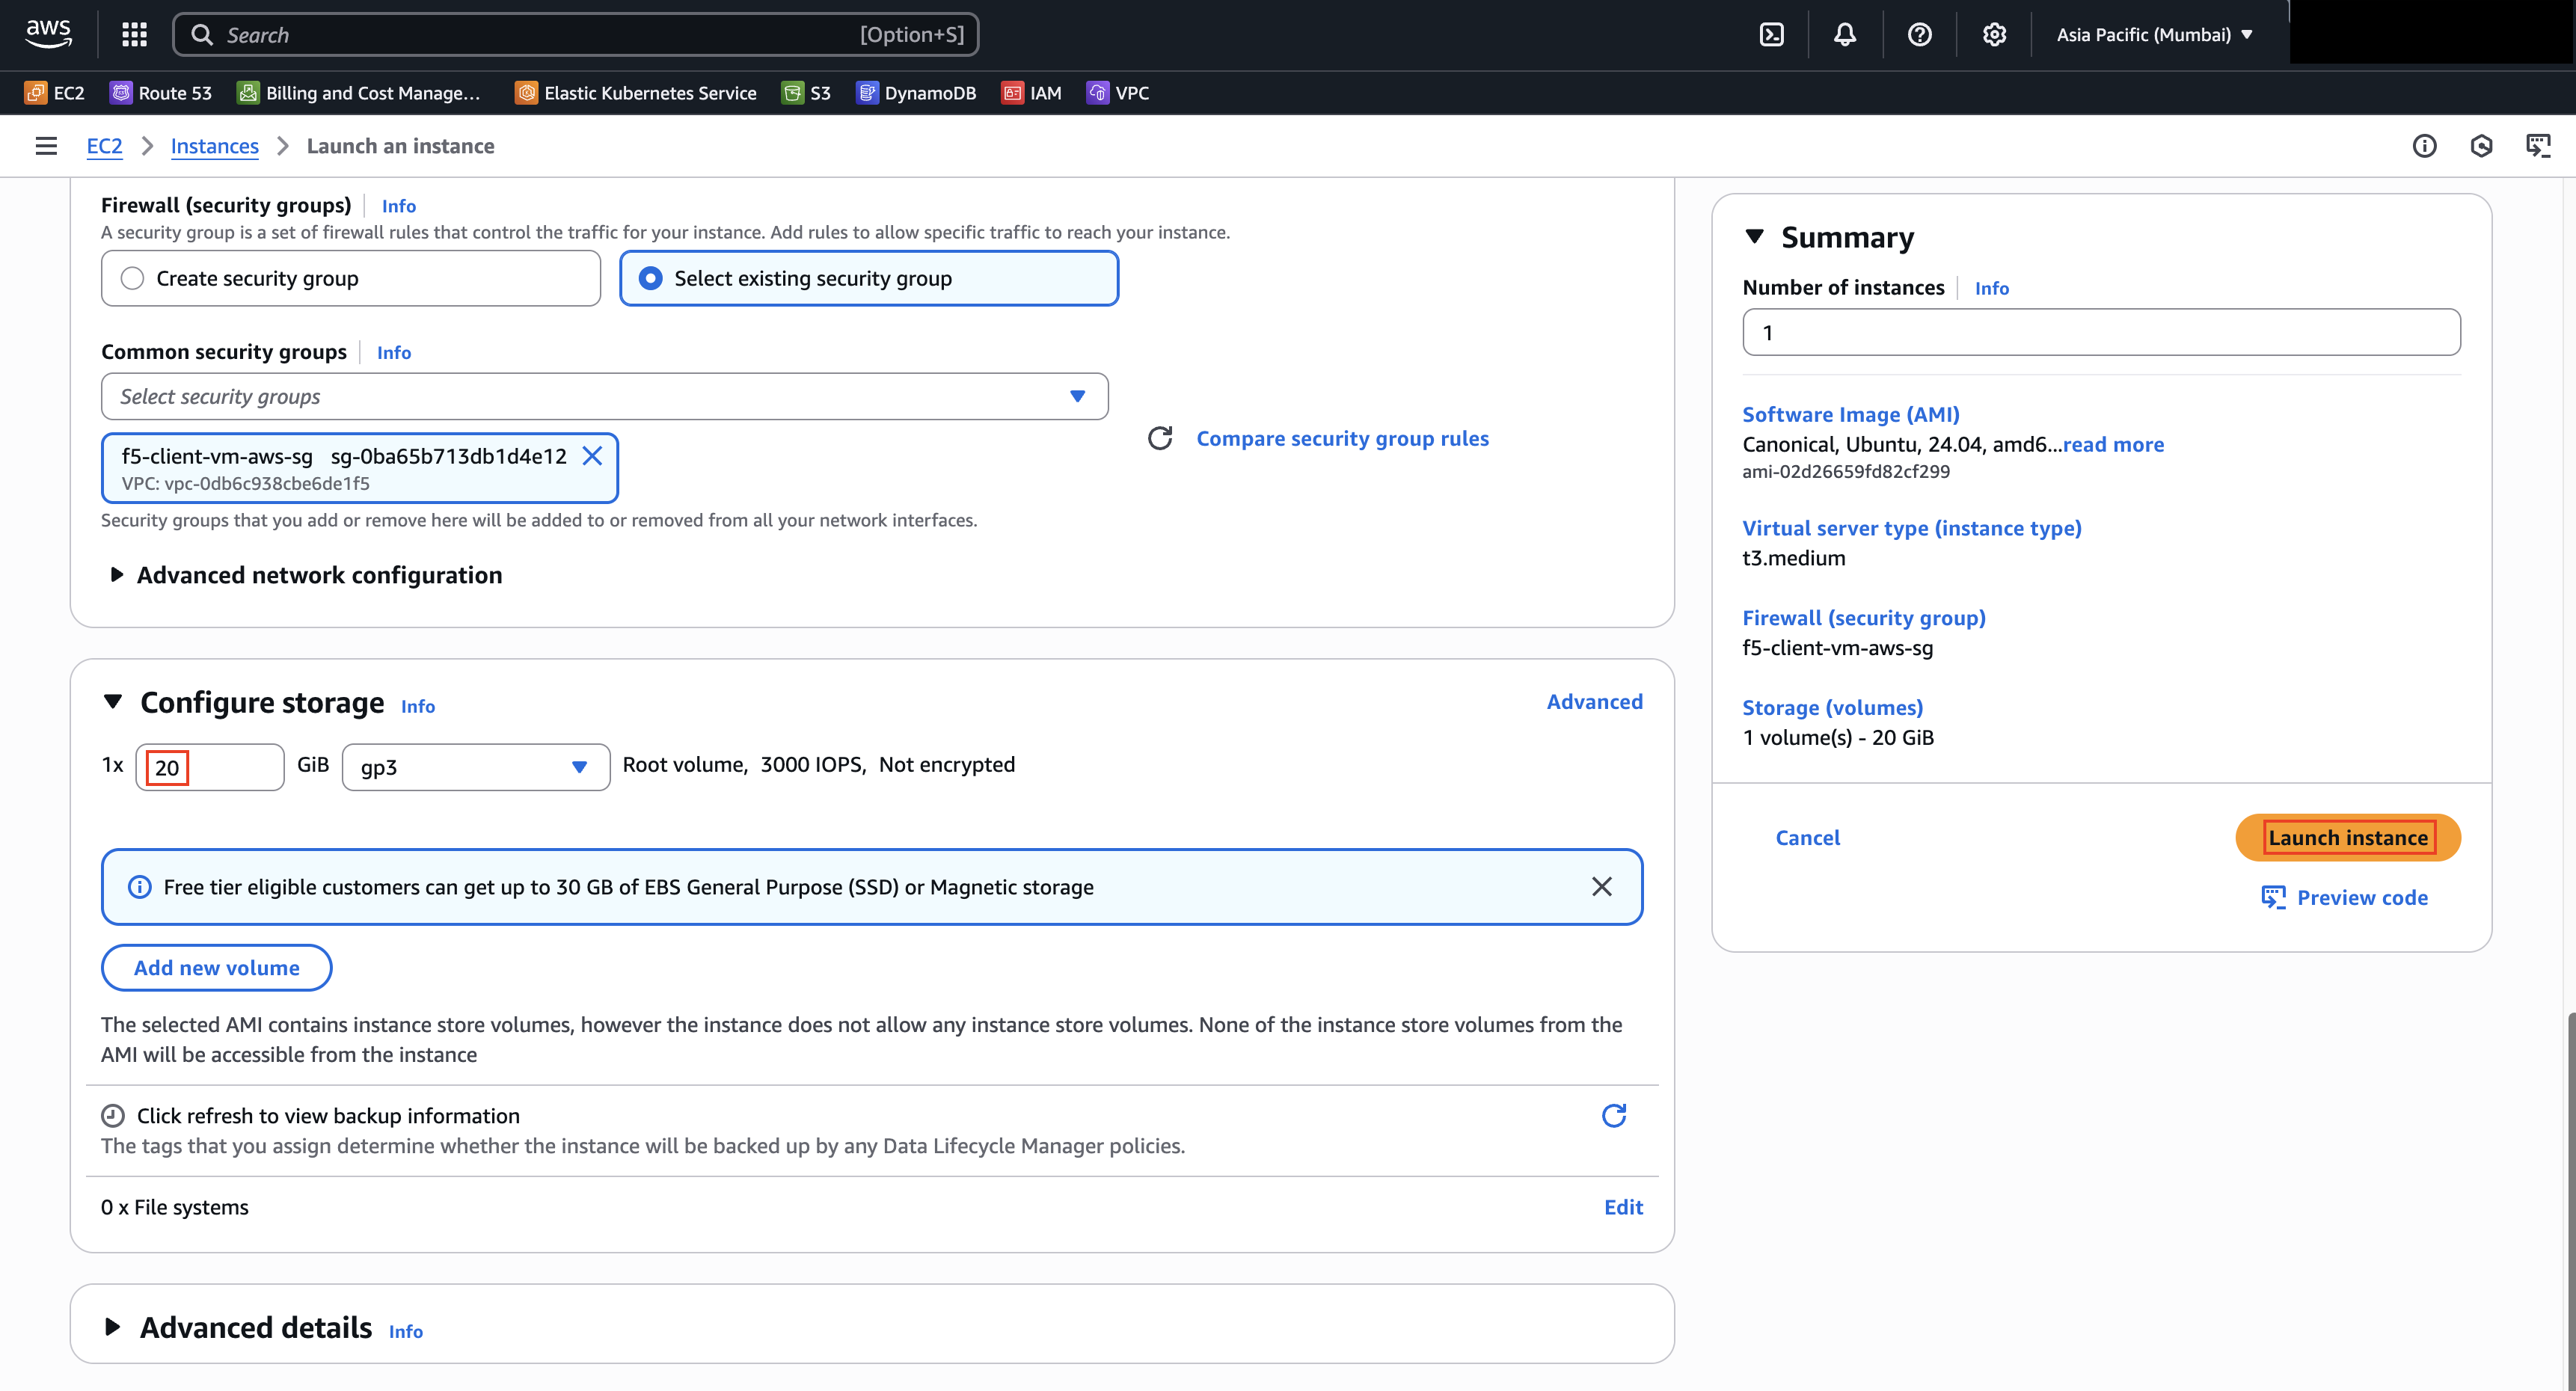 aws
Search [Option+S]
Asia Pacific (Mumbai)
EC2 Route 53 Billing and Cost Manage... Elastic Kubernetes Service S3 DynamoDB IAM VPC
EC2 Instances Launch an instance
Firewall (security groups) Info
A security group is a set of firewall rules that control the traffic for your instance. Add rules to allow specific traffic to reach your instance.
Create security group
Select existing security group
Common security groups Info
Select security groups
f5-client-vm-aws-sg sg-0ba65b713db1d4e12
VPC: vpc-0db6c938cbe6de1f5
Compare security group rules
Security groups that you add or remove here will be added to or removed from all your network interfaces.
Advanced network configuration
Configure storage Info
Advanced
1x 20 GiB gp3 Root volume, 3000 IOPS, Not encrypted
Free tier eligible customers can get up to 30 GB of EBS General Purpose (SSD) or Magnetic storage
Add new volume
The selected AMI contains instance store volumes, however the instance does not allow any instance store volumes. None of the instance store volumes from the
AMI will be accessible from the instance
Click refresh to view backup information
The tags that you assign determine whether the instance will be backed up by any Data Lifecycle Manager policies.
0 x File systems
Edit
Advanced details Info
Summary
Number of instances Info
1
Software Image (AMI)
Canonical, Ubuntu, 24.04, amd6...read more
ami-02d26659fd82cf299
Virtual server type (instance type)
t3.medium
Firewall (security group)
f5-client-vm-aws-sg
Storage (volumes)
1 volume(s) - 20 GiB
Cancel
Launch instance
Preview code